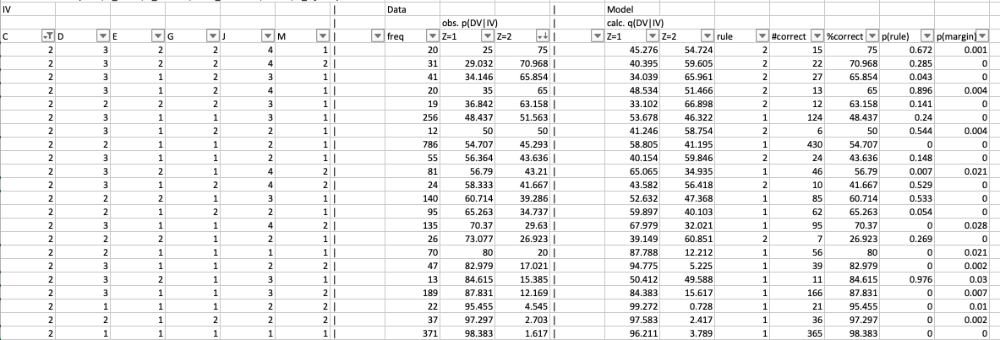 IV | Data | Model
obs. p(DV|IV) | calc. q(DV|IV)
C D E G J M freq Z=1 Z=2 Z=1 Z=2 rule #correct %correct p(rule) p(margin)
2 3 2 2 4 1 | 20 25 75 | 45.276 54.724 2 15 75 0.672 0.001
2 3 2 2 4 2 | 31 29.032 70.968 | 40.395 59.605 2 22 70.968 0.285 0
2 3 1 2 3 1 | 41 34.146 65.854 | 34.039 65.961 2 27 65.854 0.043 0
2 3 1 2 4 1 | 20 35 65 | 48.534 51.466 2 13 65 0.896 0.004
2 2 2 2 3 1 | 19 36.842 63.158 | 33.102 66.898 2 12 63.158 0.141 0
2 3 1 1 3 1 | 256 48.437 51.563 | 53.678 46.322 1 124 48.437 0.24 0
2 3 1 2 2 1 | 12 50 50 | 41.246 58.754 2 6 50 0.544 0.004
2 2 1 1 2 1 | 786 54.707 45.293 | 58.805 41.195 1 430 54.707 0 0
2 3 1 1 2 1 | 55 56.364 43.636 | 40.154 59.846 2 24 43.636 0.148 0
2 3 2 1 4 2 | 81 56.79 43.21 | 65.065 34.935 1 46 56.79 0.007 0.021
2 3 1 2 4 2 | 24 58.333 41.667 | 43.582 56.418 2 10 41.667 0.529 0
2 2 2 1 3 1 | 140 60.714 39.286 | 52.632 47.368 1 85 60.714 0.533 0
2 2 1 2 2 1 | 95 65.263 34.737 | 59.897 40.103 1 62 65.263 0.054 0
2 3 1 1 4 2 | 135 70.37 29.63 | 67.979 32.021 1 95 70.37 0 0.028
2 2 1 2 2 1 | 26 73.077 26.923 | 39.149 60.851 2 7 26.923 0.269 0
2 2 1 1 1 1 | 70 80 20 | 87.788 12.212 1 56 80 0 0.021
2 3 1 1 2 2 | 47 82.979 17.021 | 94.775 5.225 1 39 82.979 0 0.002
2 3 2 1 3 1 | 13 84.615 15.385 | 50.412 49.588 1 11 84.615 0.976 0.03
2 3 1 1 3 2 | 189 87.831 12.169 | 84.383 15.617 1 166 87.831 0 0.007
2 1 1 2 2 2 | 22 95.455 4.545 | 99.272 0.728 1 21 95.455 0 0.01
2 2 1 2 2 2 | 37 97.297 2.703 | 97.583 2.417 1 36 97.297 0 0.002
2 1 1 1 1 1 | 371 98.383 1.617 | 96.211 3.789 1 365 98.383 0 0